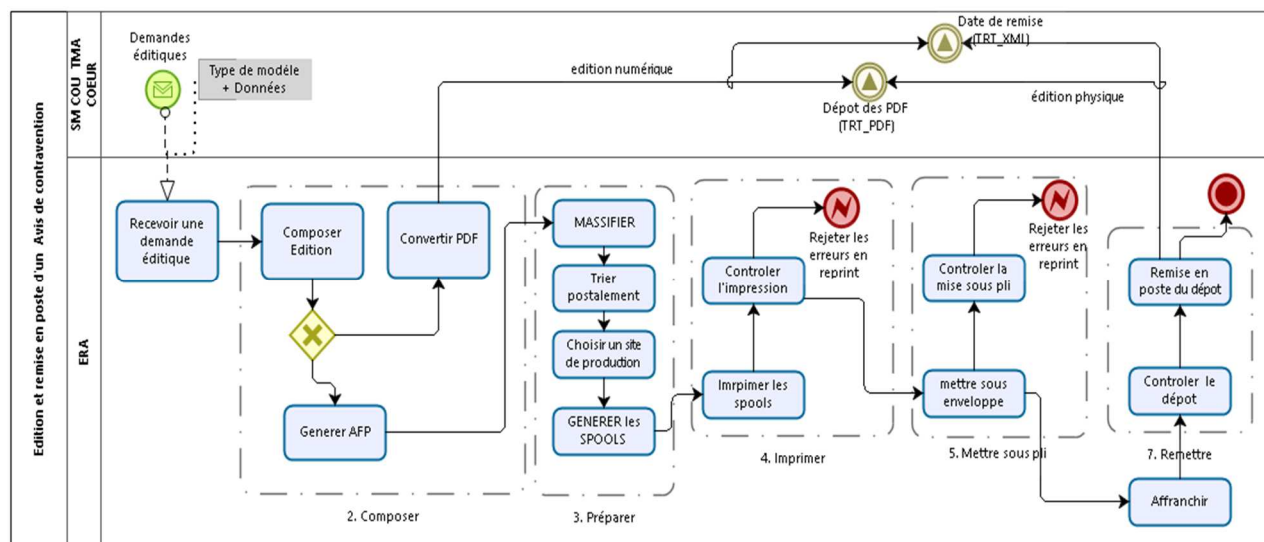 Edition et remise en poste d'un Avis de contravention
SM COU TMA
COEUR
ERA
Demandes
éditiques
Type de modèle
+ Données
edition numérique
Date de remise
(TRT_XMI)
Dépot des PDF
(TRT_PDF)
édition physique
Recevoir une
demande
éditique
Composer
Edition
Convertir PDF
Generer AFP
2. Composer
MASSIFIER
Trier
postalement
Choisir un site
de production
GENERER les
SPOOLS
3. Préparer
Rejeter les
erreurs en
reprint
Controler
l'impression
Imrpimer les
spools
4. Imprimer
Rejeter les
erreurs en
reprint
Controler la
mise sous pli
mettre sous
enveloppe
5. Mettre sous pli
Remise en
poste du dépot
Controler le
dépot
7. Remettre
Affranchir